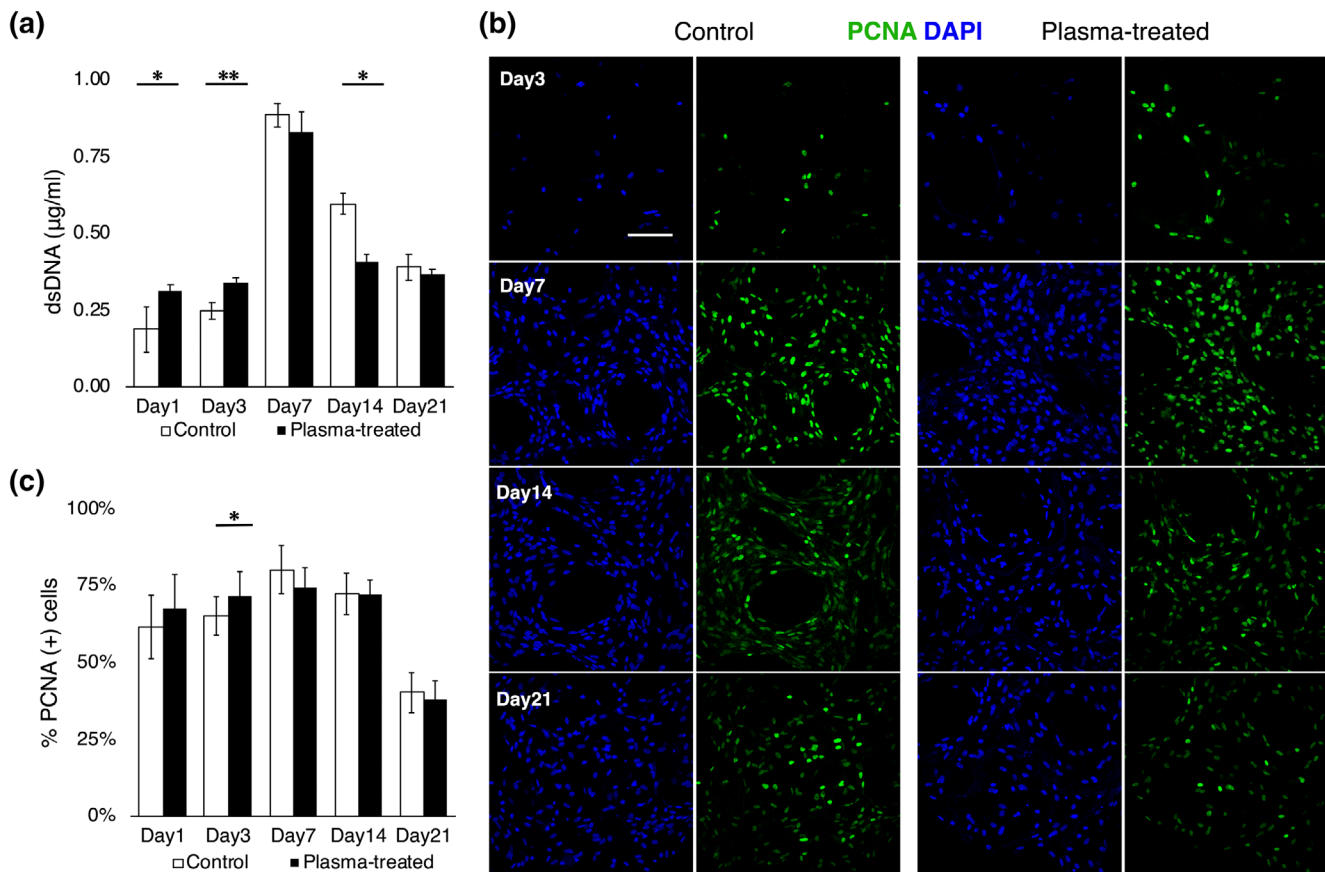 (a)
dsDNA (µg/ml)
1.00
0.75
0.50
0.25
0.00
*
**
*
Day1 Day3 Day7 Day14 Day21
Control Plasma-treated
(b)
Control PCNA DAPI Plasma-treated
Day3
Day7
Day14
Day21
(c)
% PCNA (+) cells
100%
75%
50%
25%
0%
*
Day1 Day3 Day7 Day14 Day21
Control Plasma-treated